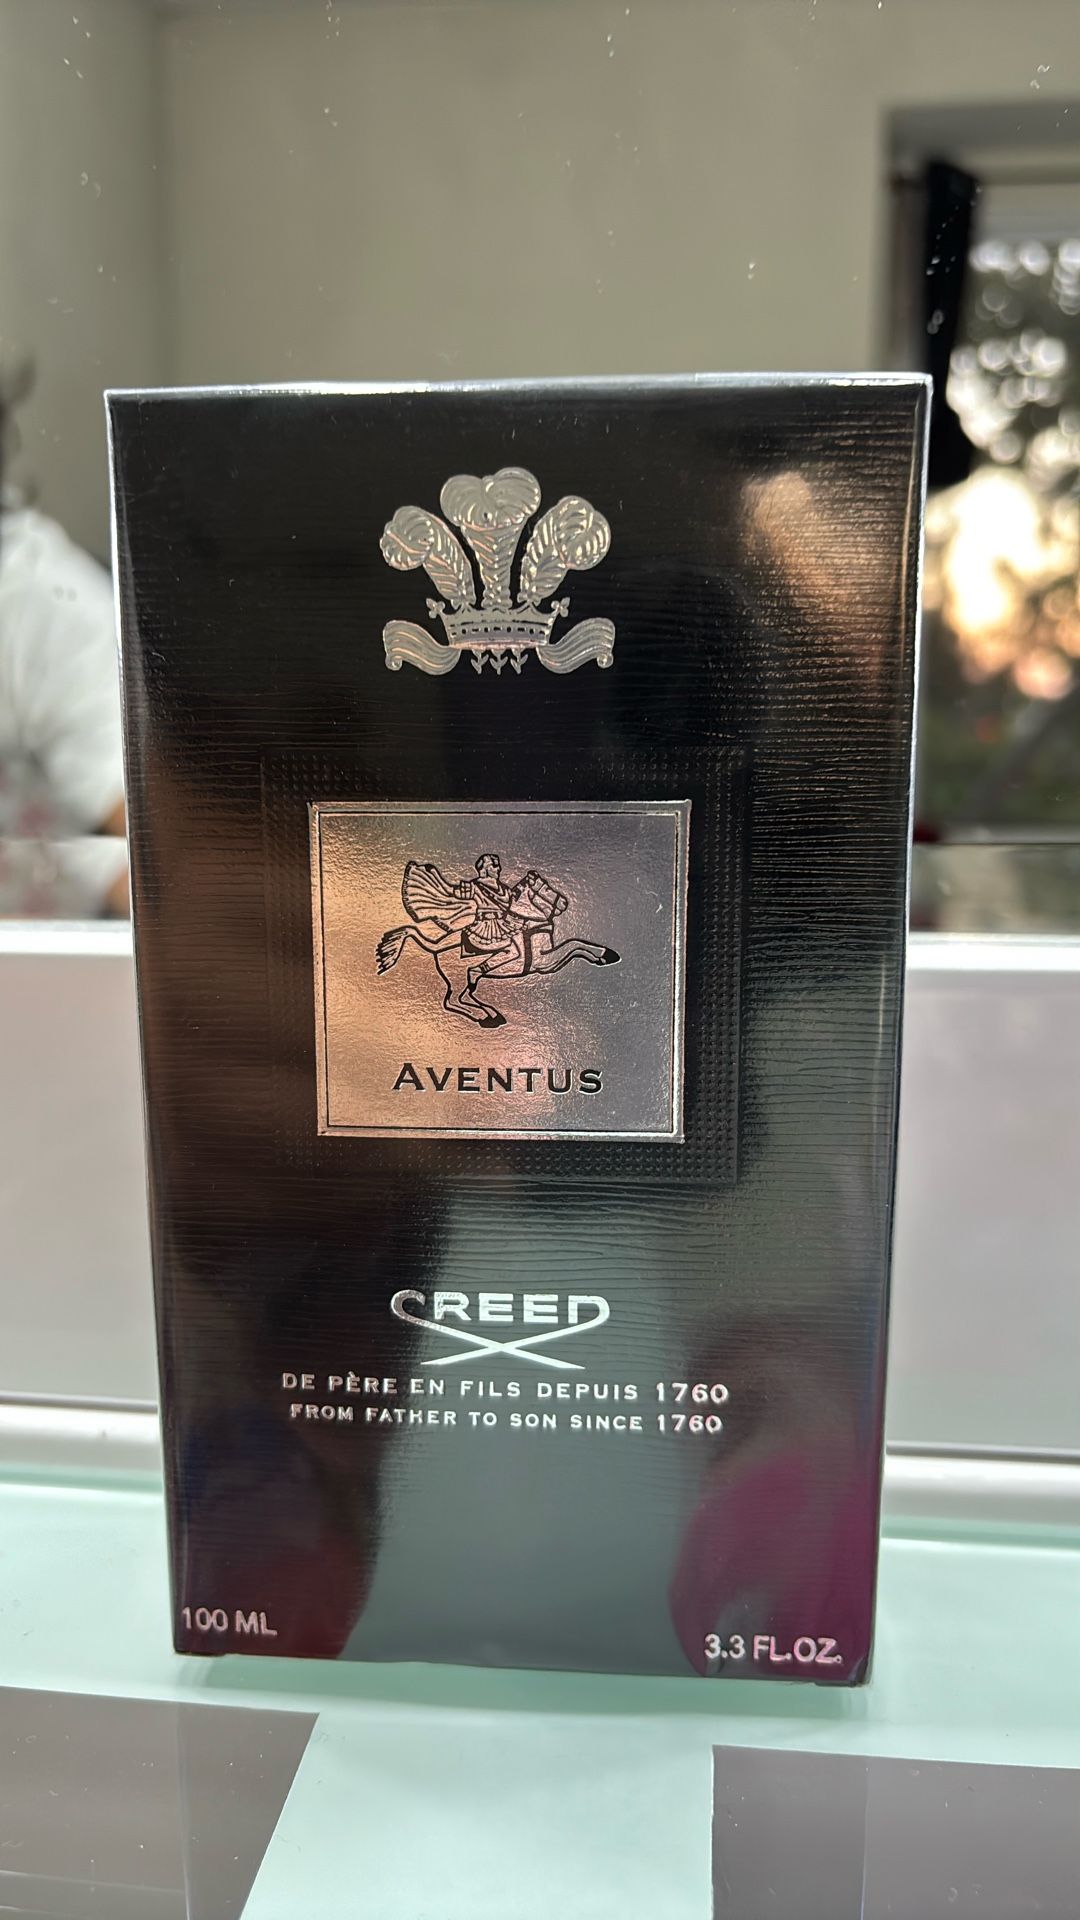 AVENTUS
CREED
DE PÈRE EN FILS DEPUIS 1760
FROM FATHER TO SON SINCE 1760
100 ML
3.3 FL.OZ.